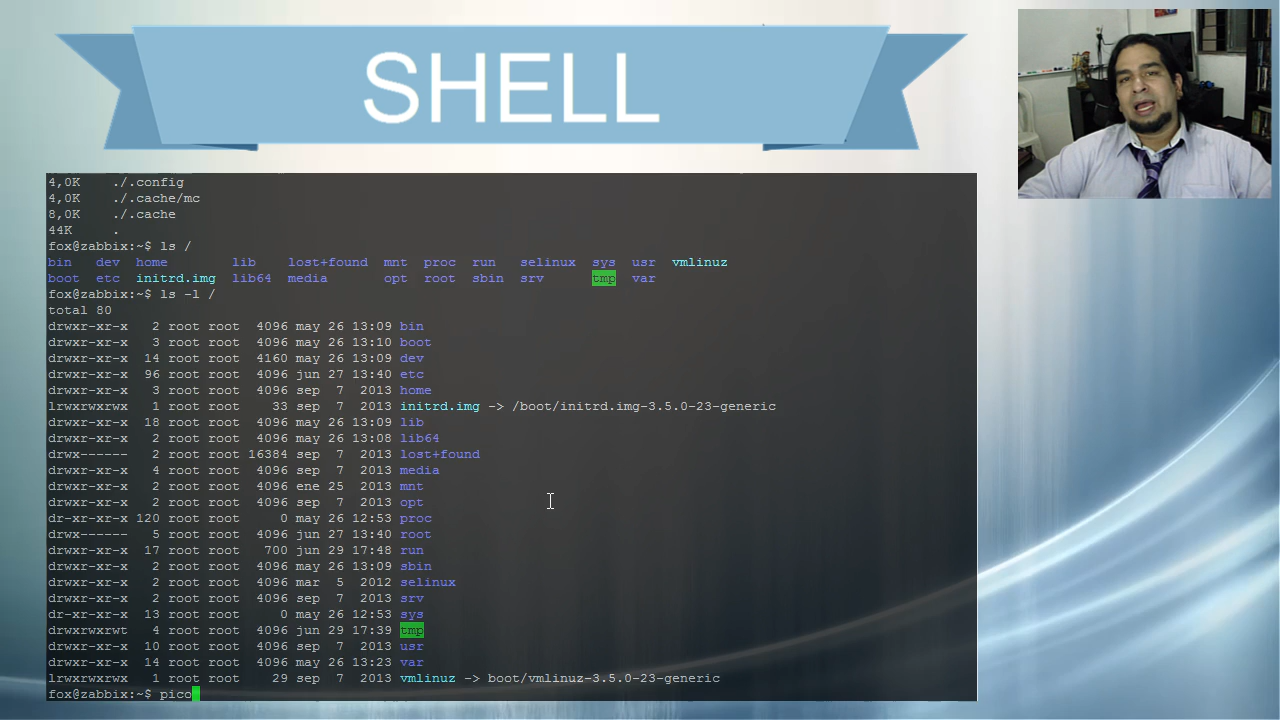 SHELL
4,0K    ./.config
4,0K    ./.cache/mc
8,0K    ./.cache
44K     .
fox@zabbix:~$ ls /
bin   dev  home        lib    lost+found  mnt  proc  run   selinux  sys  usr  vmlinuz
boot  etc  initrd.img  lib64  media       opt  root  sbin  srv      tmp  var
fox@zabbix:~$ ls -l /
total 80
drwxr-xr-x   2 root root  4096 may 26 13:09 bin
drwxr-xr-x   3 root root  4096 may 26 13:10 boot
drwxr-xr-x  14 root root  4160 may 26 13:09 dev
drwxr-xr-x  96 root root  4096 jun 27 13:40 etc
drwxr-xr-x   3 root root  4096 sep  7  2013 home
lrwxrwxrwx   1 root root    33 sep  7  2013 initrd.img -> /boot/initrd.img-3.5.0-23-generic
drwxr-xr-x  18 root root  4096 may 26 13:09 lib
drwxr-xr-x   2 root root  4096 may 26 13:08 lib64
drwx------   2 root root 16384 sep  7  2013 lost+found
drwxr-xr-x   4 root root  4096 may 26 13:09 media
drwxr-xr-x   2 root root  4096 ene 25  2013 mnt
drwxr-xr-x   2 root root  4096 sep  7  2013 opt
dr-xr-xr-x 120 root root     0 may 26 12:53 proc
drwx------   5 root root  4096 jun 27 13:40 root
drwxr-xr-x  17 root root   700 jun 29 17:48 run
drwxr-xr-x   2 root root  4096 may 26 13:09 sbin
drwxr-xr-x   2 root root  4096 mar  5  2012 selinux
drwxr-xr-x   2 root root  4096 sep  7  2013 srv
dr-xr-xr-x  13 root root     0 may 26 12:53 sys
drwxrwxrwt   4 root root  4096 jun 29 17:39 tmp
drwxr-xr-x  10 root root  4096 sep  7  2013 usr
drwxr-xr-x  14 root root  4096 may 26 13:23 var
lrwxrwxrwx   1 root root    29 sep  7  2013 vmlinuz -> boot/vmlinuz-3.5.0-23-generic
fox@zabbix:~$ pico